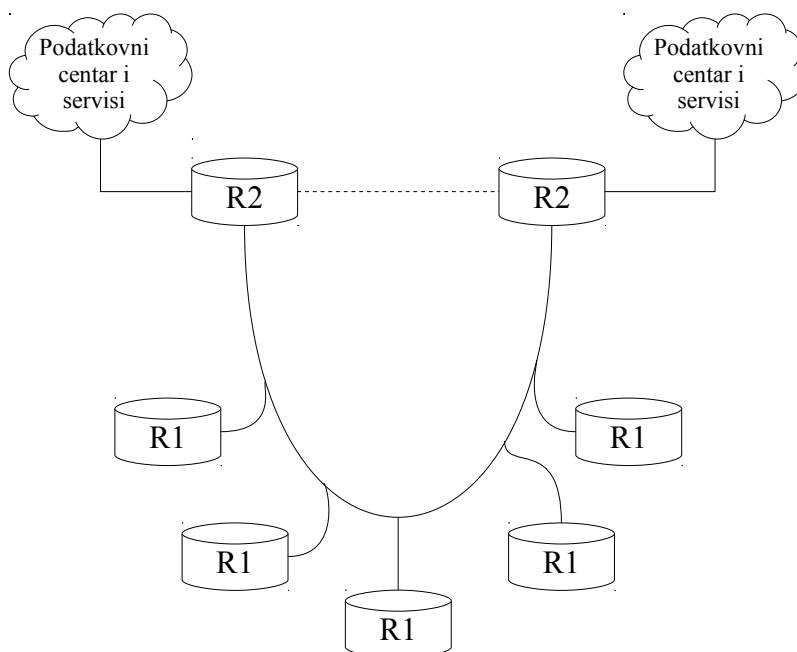 Podatkovni
centar i
servisi
Podatkovni
centar i
servisi
R2
R2
R1
R1
R1
R1
R1